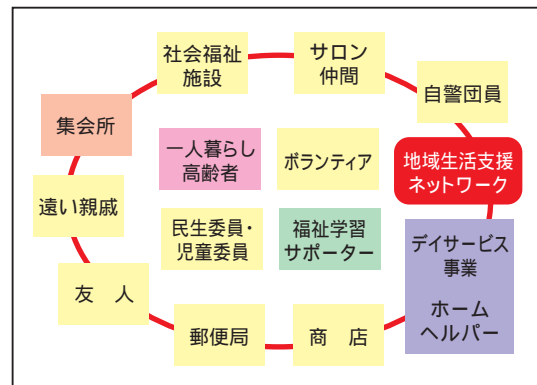 社会福祉
施設
サロン
仲間
自警団員
集会所
一人暮らし
高齢者
ボランティア
地域生活支援
ネットワーク
遠い親戚
民生委員・
児童委員
福祉学習
サポーター
デイサービス
事業
ホーム
ヘルパー
友　人
郵便局
商　店